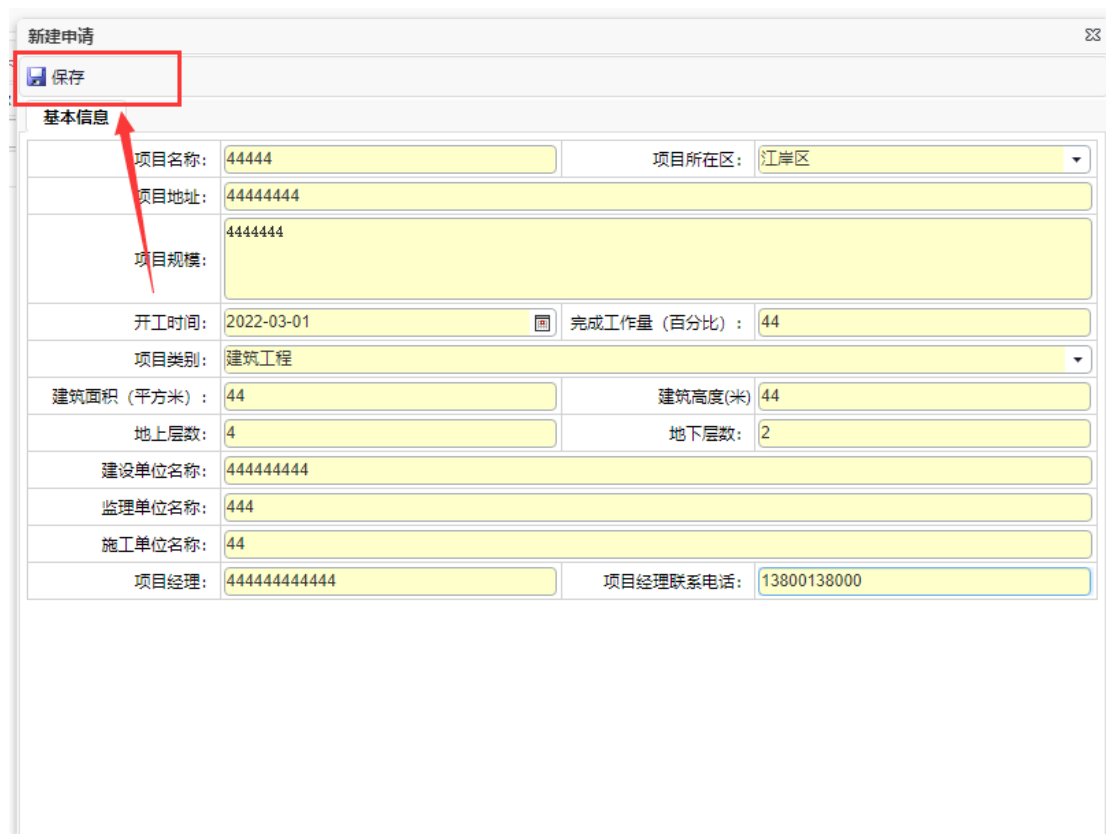 新建申请
保存
基本信息
项目名称： 44444 项目所在区： 江岸区
项目地址： 44444444
项目规模： 4444444
开工时间： 2022-03-01 完成工作量（百分比）： 44
项目类别： 建筑工程
建筑面积（平方米）： 44 建筑高度(米) 44
地上层数： 4 地下层数： 2
建设单位名称： 444444444
监理单位名称： 444
施工单位名称： 44
项目经理： 444444444444 项目经理联系电话： 13800138000